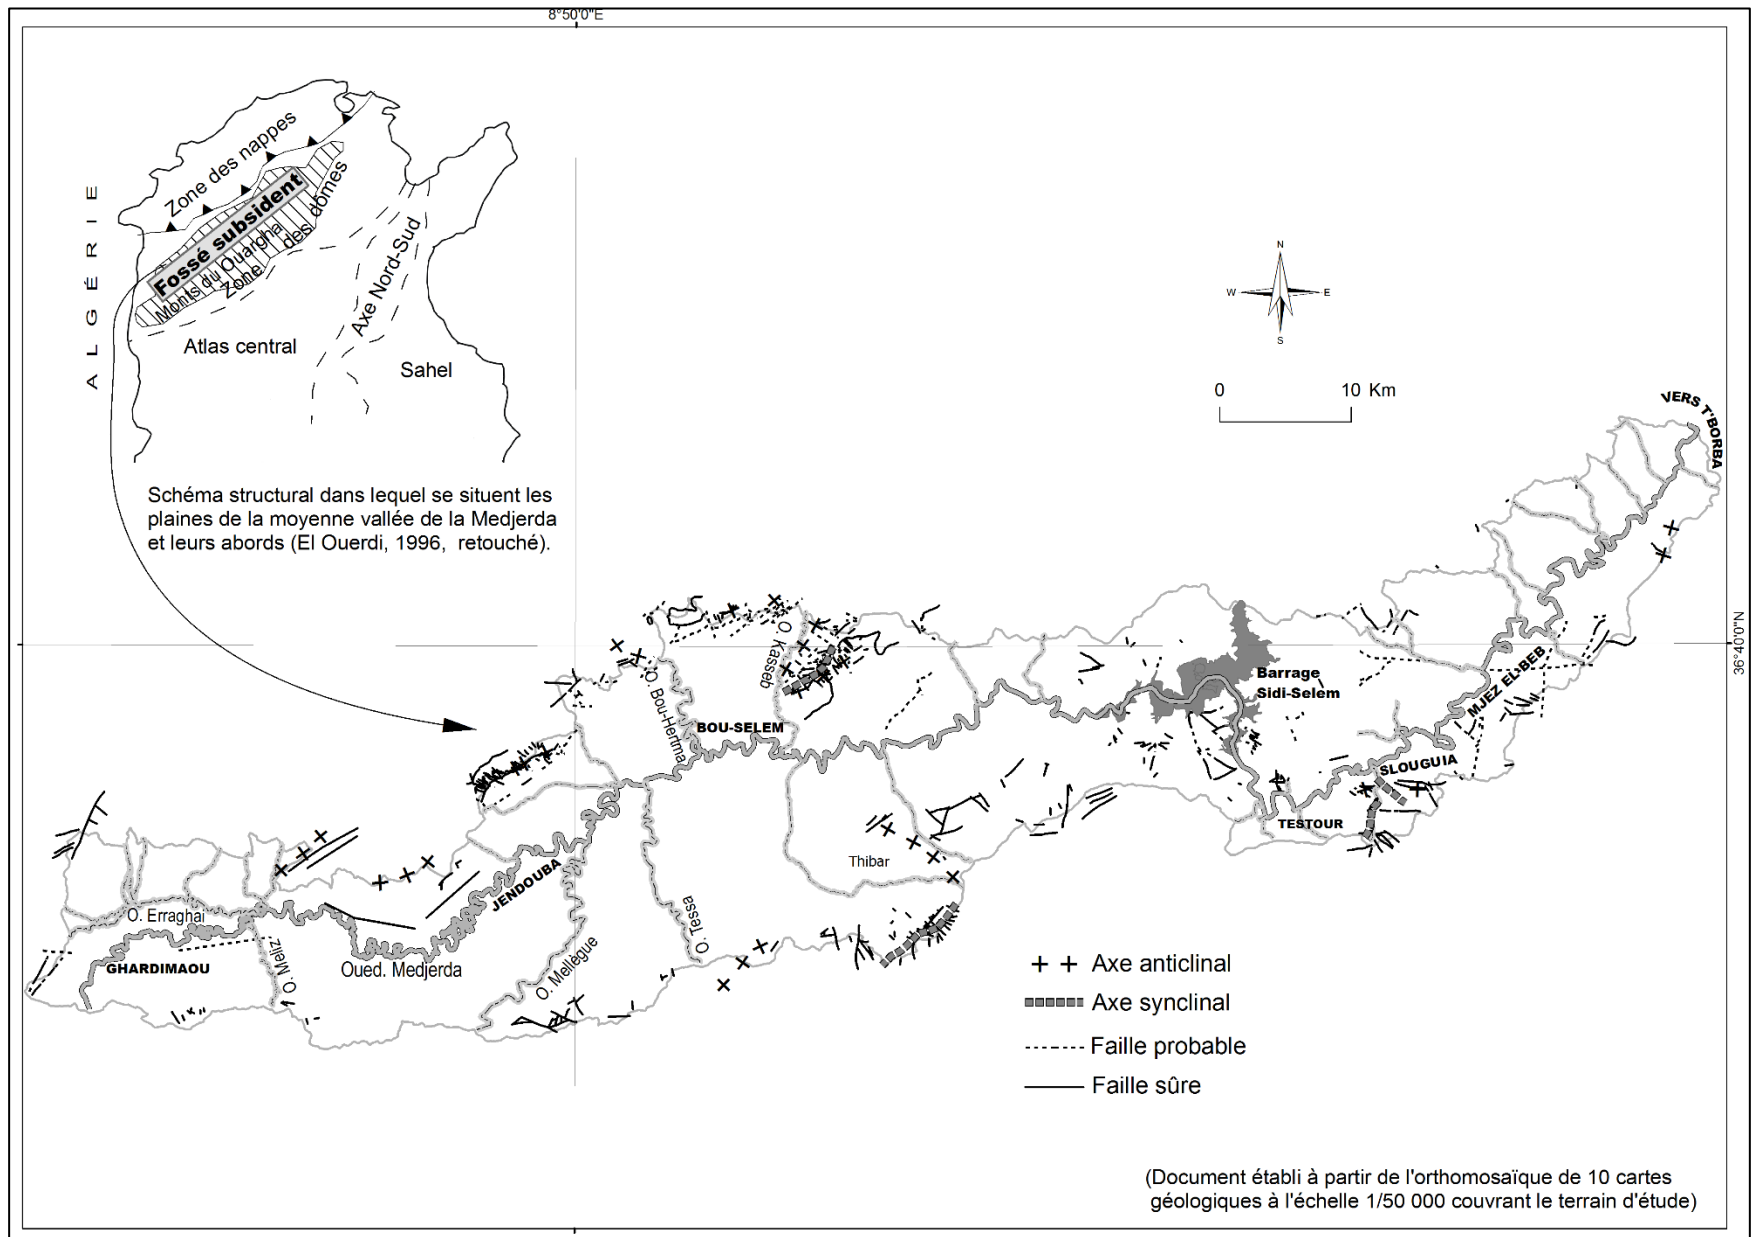 8°50'0"E
Zone des nappes
Fossé subsident
Monts du Ouargha
Zone des dômes
ALGÉRIE
Axe Nord-Sud
Atlas central
Sahel
Schéma structural dans lequel se situent les
plaines de la moyenne vallée de la Medjerda
et leurs abords (El Ouerdi, 1996, retouché).
N
W
E
S
0 10 Km
VERS T'BORBA
36°40'0"N
O. Kasseb
O. Bou-Hertma
BOU-SELEM
Barrage
Sidi-Selem
MJEZ EL-BEB
SLOUGUIA
TESTOUR
Thibar
JENDOUBA
O. Erraghai
GHARDIMAOU
O. Meliz
Oued. Medjerda
O. Mellègue
O. Tessa
Axe anticlinal
Axe synclinal
Faille probable
Faille sûre
(Document établi à partir de l'orthomosaïque de 10 cartes
géologiques à l'échelle 1/50 000 couvrant le terrain d'étude)